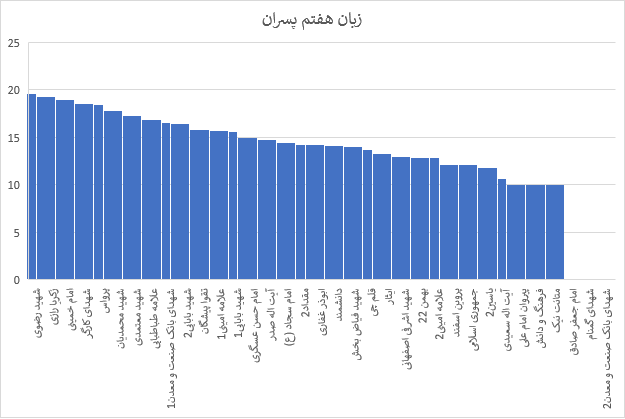 زبان هفتم پسران
25
20
15
10
5
0
شهید رضوی
زکریا رازی
امام خمینی
شهدای کارگر
پرواس
شهید محمدیان
شهید معتمدی
علامه طباطبایی
شهدای بانک صنعت و معدن1
شهید بابایی2
تقوا پیشگان
علامه امینی1
شهید بابایی1
امام حسن عسگری
آیت اله صدر
امام سجاد (ع)
مقداد2
ابوذر غفاری
دانشمند
شهید فیاض بخش
قلم چی
ایثار
شهید اشرفی اصفهانی
22 بهمن
علامه امینی2
پروین اسفند
جمهوری اسلامی
یاسین2
آیت اله سعیدی
پیروان امام علی
فرهنگ و دانش
متانت نیک
امام جعفر صادق
شهدای گمنام
شهدای بانک صنعت و معدن2